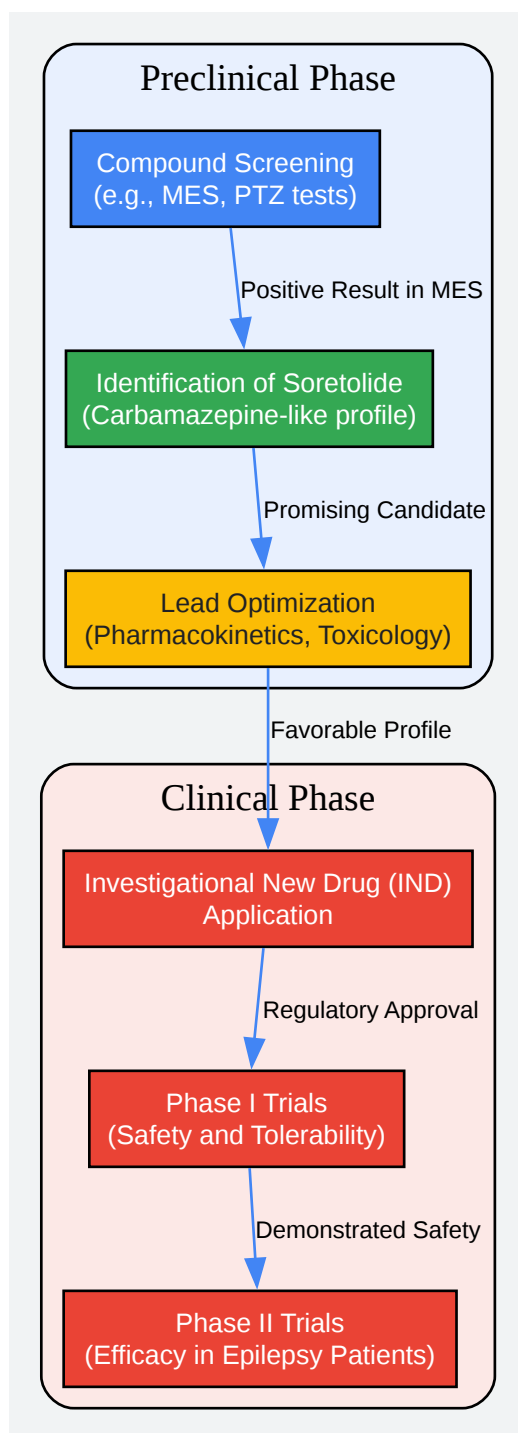 Preclinical Phase
Compound Screening
(e.g., MES, PTZ tests)
Positive Result in MES
Identification of Soretolide
(Carbamazepine-like profile)
Promising Candidate
Lead Optimization
(Pharmacokinetics, Toxicology)
Favorable Profile
Clinical Phase
Investigational New Drug (IND)
Application
Regulatory Approval
Phase I Trials
(Safety and Tolerability)
Demonstrated Safety
Phase II Trials
(Efficacy in Epilepsy Patients)